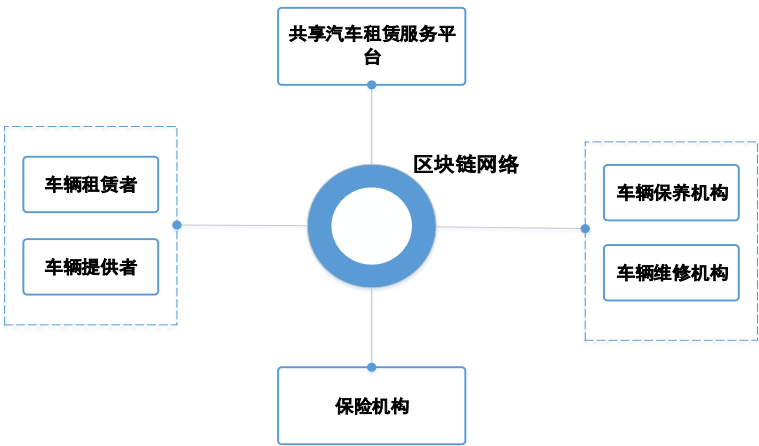 共享汽车租赁服务平
台
区块链网络
车辆租赁者
车辆提供者
车辆保养机构
车辆维修机构
保险机构